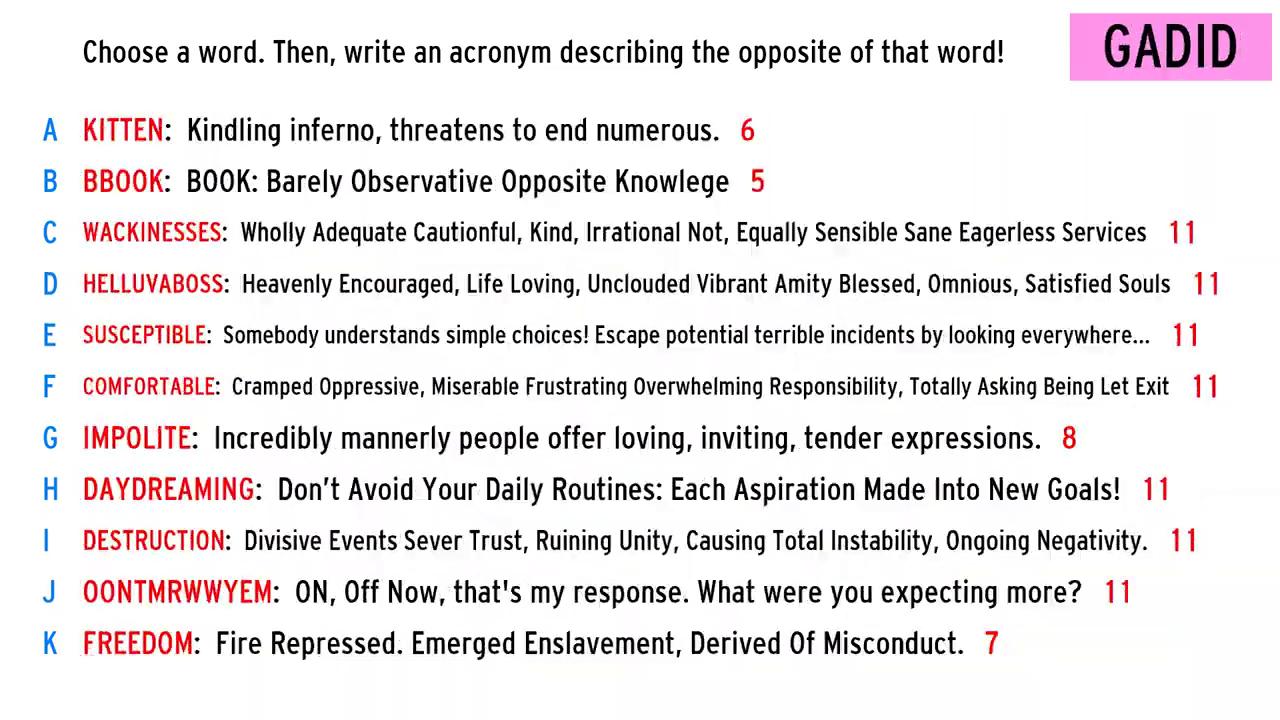 Choose a word. Then, write an acronym describing the opposite of that word!
GADID
A KITTEN: Kindling inferno, threatens to end numerous. 6
B BBOOK: BOOK: Barely Observative Opposite Knowlege 5
C WACKINESSES: Wholly Adequate Cautionful, Kind, Irrational Not, Equally Sensible Sane Eagerless Services 11
D HELLUVABOSS: Heavenly Encouraged, Life Loving, Unclouded Vibrant Amity Blessed, Omnious, Satisfied Souls 11
E SUSCEPTIBLE: Somebody understands simple choices! Escape potential terrible incidents by looking everywhere... 11
F COMFORTABLE: Cramped Oppressive, Miserable Frustrating Overwhelming Responsibility, Totally Asking Being Let Exit 11
G IMPOLITE: Incredibly mannerly people offer loving, inviting, tender expressions. 8
H DAYDREAMING: Don’t Avoid Your Daily Routines: Each Aspiration Made Into New Goals! 11
I DESTRUCTION: Divisive Events Sever Trust, Ruining Unity, Causing Total Instability, Ongoing Negativity. 11
J OONTMRWWYEM: ON, Off Now, that's my response. What were you expecting more? 11
K FREEDOM: Fire Repressed. Emerged Enslavement, Derived Of Misconduct. 7